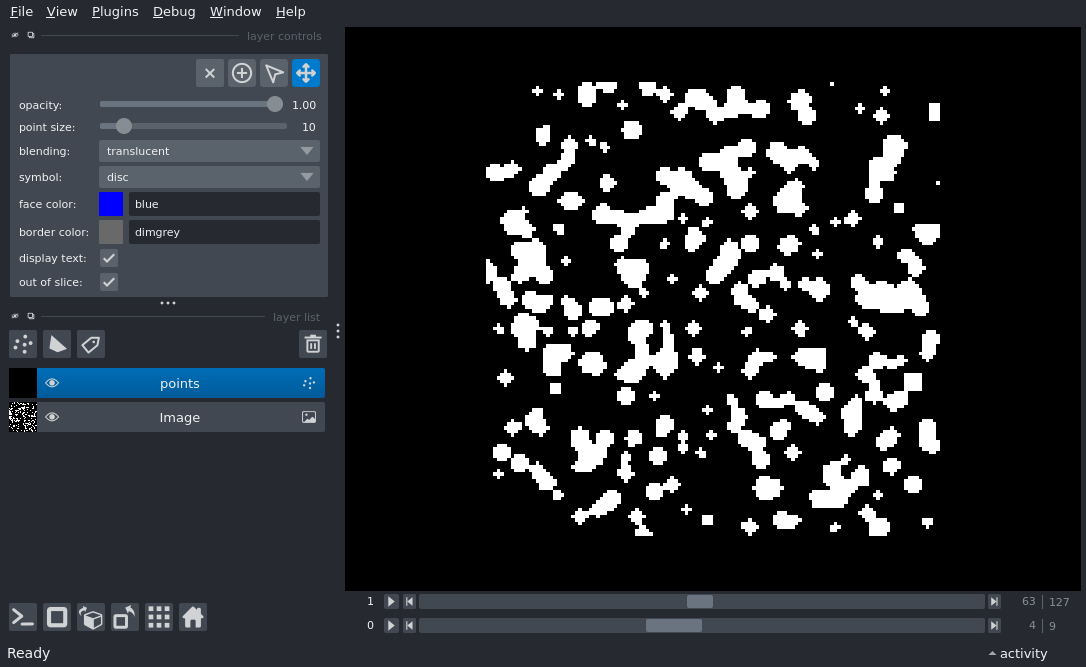 File View Plugins Debug Window Help
layer controls
opacity: 1.00
point size: 10
blending: translucent
symbol: disc
face color: blue
border color: dimgrey
display text:
out of slice:
layer list
points
Image
1 63 127
0 4 9
Ready activity